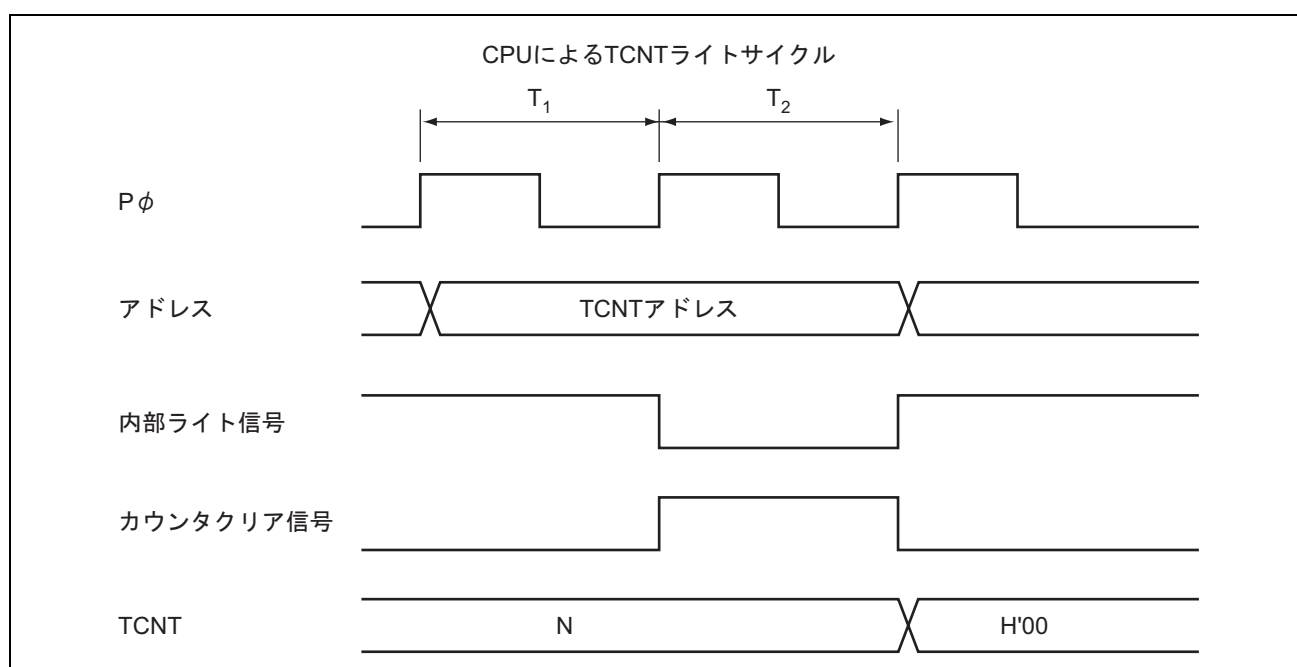 CPUによるTCNTライトサイクル
T1 T2
Pφ
アドレス TCNTアドレス
内部ライト信号
カウンタクリア信号
TCNT N H'00